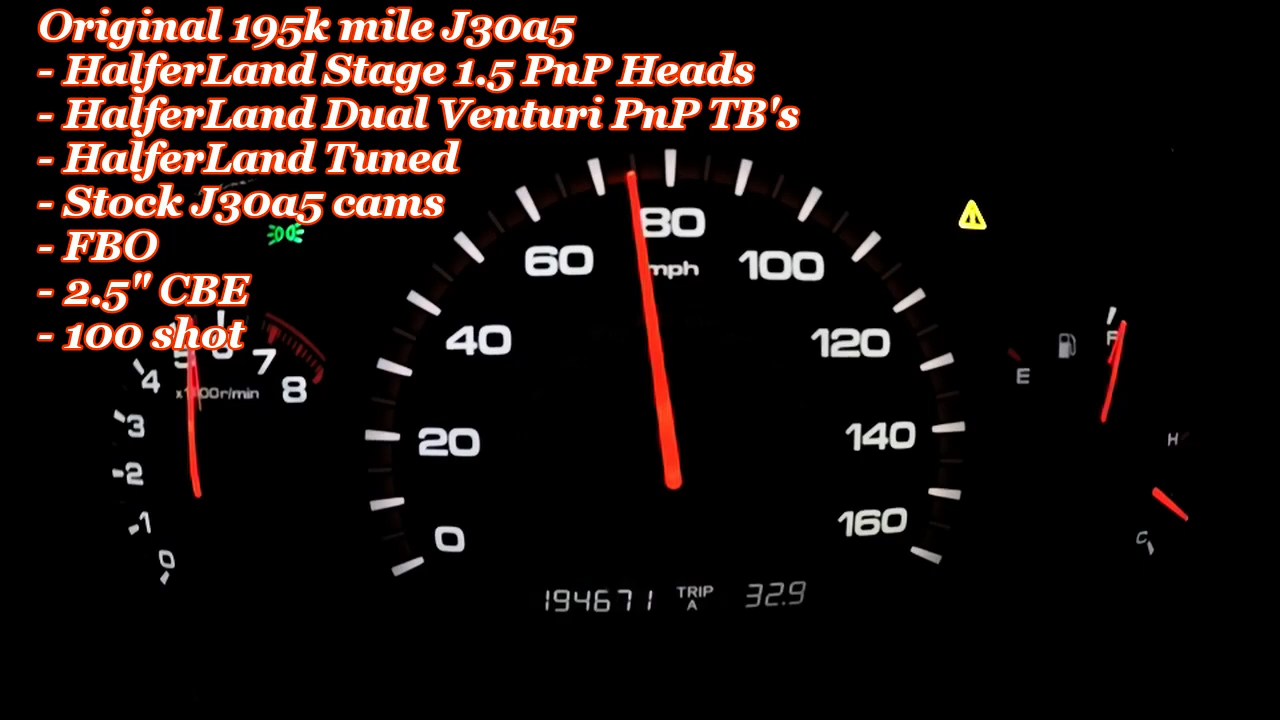 Original 195k mile J30a5
- HalferLand Stage 1.5 PnP Heads
- HalferLand Dual Venturi PnP TB's
- HalferLand Tuned
- Stock J30a5 cams
- FBO
- 2.5" CBE
- 100 shot
0
1
2
3
4
5
6
7
8
x1000r/min
0
20
40
60
80
100
120
140
160
mph
194671 TRIP A 32.9
F
E
H
C